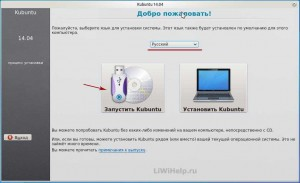 Kubuntu 14.04
Kubuntu
Добро пожаловать!
14.04
Пожалуйста, выберите язык для установки системы. Этот язык также будет установлен по умолчанию для этого
компьютера.
Русский
Запустить Kubuntu
Установить Kubuntu
Вы можете попробовать Kubuntu без каких-либо изменений на вашем компьютере, непосредственно с CD.
Или, если вы готовы, можете установить Kubuntu рядом (или вместо) вашей текущей операционной системы. Это не
займёт много времени.
Вы можете прочитать примечания к выпуску.
Выход
LiWiHelp.ru